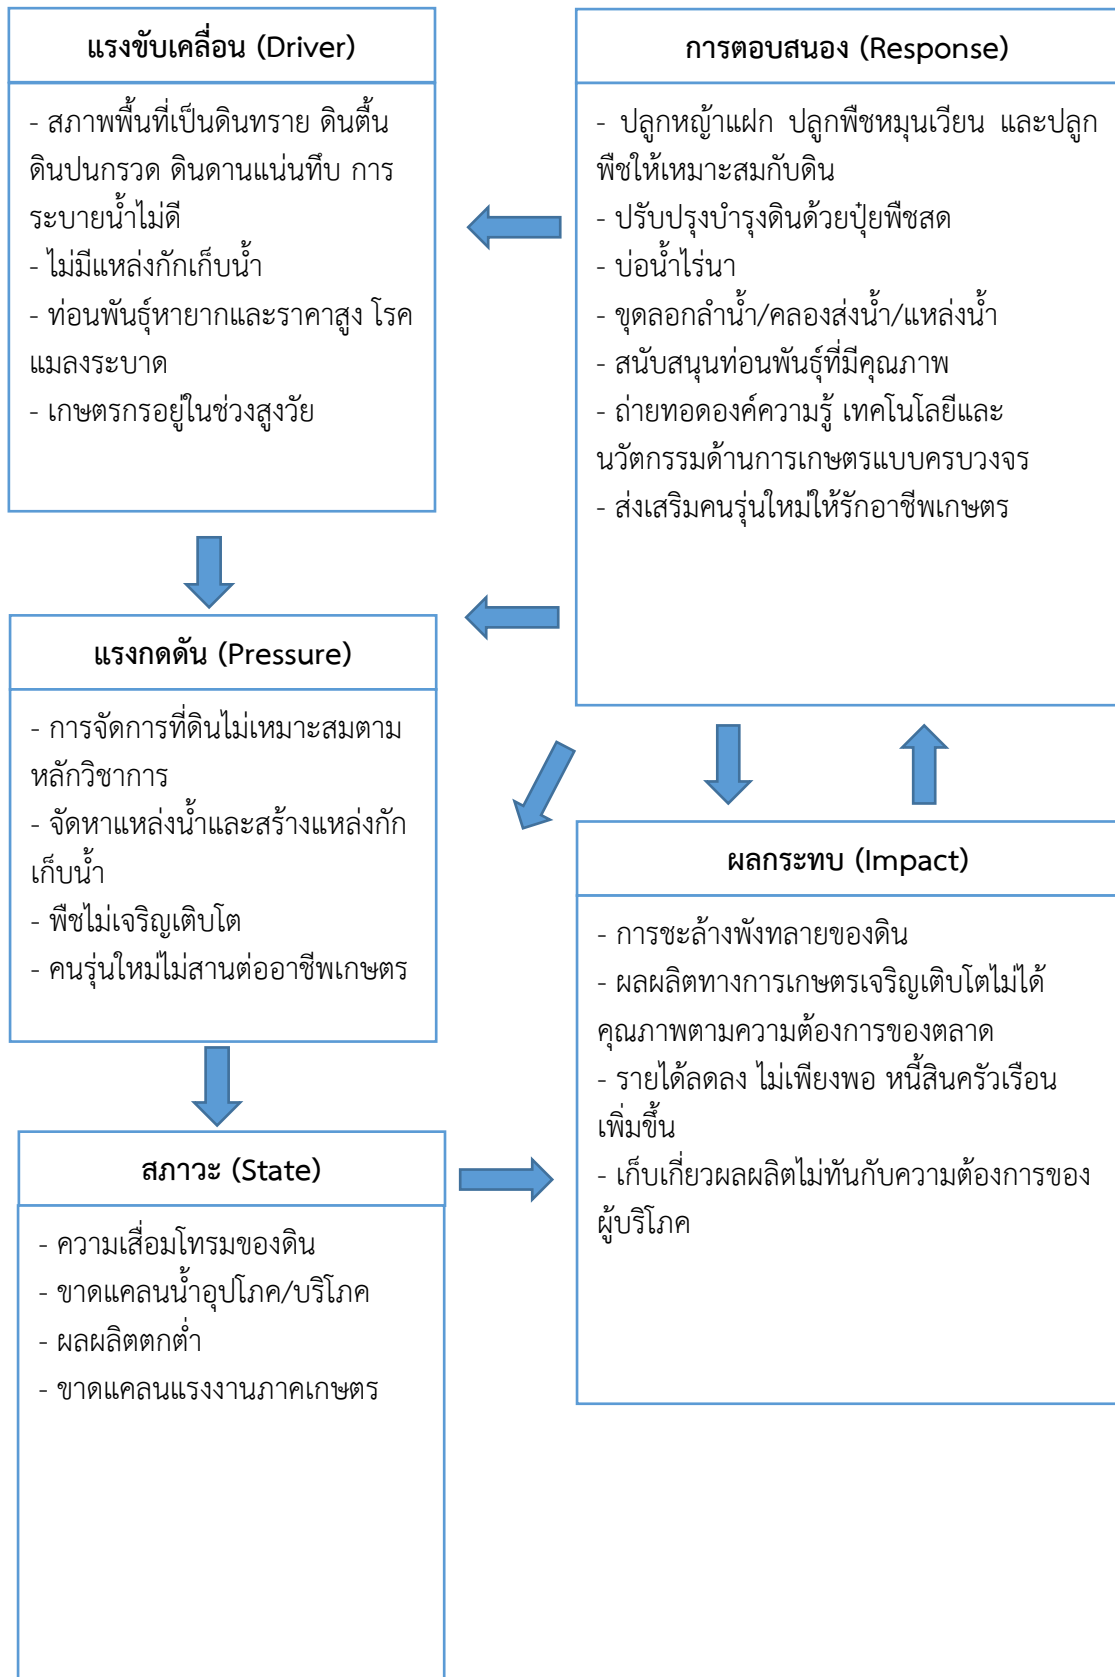 แรงขับเคลื่อน (Driver)
- สภาพพื้นที่เป็นดินทราย ดินตื้น
ดินปนกรวด ดินดานแน่นทึบ การ
ระบายน้ำไม่ดี
- ไม่มีแหล่งกักเก็บน้ำ
- ท่อนพันธุ์หายากและราคาสูง โรค
แมลงระบาด
- เกษตรกรอยู่ในช่วงสูงวัย
การตอบสนอง (Response)
- ปลูกหญ้าแฝก ปลูกพืชหมุนเวียน และปลูก
พืชให้เหมาะสมกับดิน
- ปรับปรุงบำรุงดินด้วยปุ๋ยพืชสด
- บ่อน้ำไร่นา
- ขุดลอกลำน้ำ/คลองส่งน้ำ/แหล่งน้ำ
- สนับสนุนท่อนพันธุ์ที่มีคุณภาพ
- ถ่ายทอดองค์ความรู้ เทคโนโลยีและ
นวัตกรรมด้านการเกษตรแบบครบวงจร
- ส่งเสริมคนรุ่นใหม่ให้รักอาชีพเกษตร
แรงกดดัน (Pressure)
- การจัดการที่ดินไม่เหมาะสมตาม
หลักวิชาการ
- จัดหาแหล่งน้ำและสร้างแหล่งกัก
เก็บน้ำ
- พืชไม่เจริญเติบโต
- คนรุ่นใหม่ไม่สานต่ออาชีพเกษตร
ผลกระทบ (Impact)
- การชะล้างพังทลายของดิน
- ผลผลิตทางการเกษตรเจริญเติบโตไม่ได้
คุณภาพตามความต้องการของตลาด
- รายได้ลดลง ไม่เพียงพอ หนี้สินครัวเรือน
เพิ่มขึ้น
- เก็บเกี่ยวผลผลิตไม่ทันกับความต้องการของ
ผู้บริโภค
สภาวะ (State)
- ความเสื่อมโทรมของดิน
- ขาดแคลนน้ำอุปโภค/บริโภค
- ผลผลิตตกต่ำ
- ขาดแคลนแรงงานภาคเกษตร